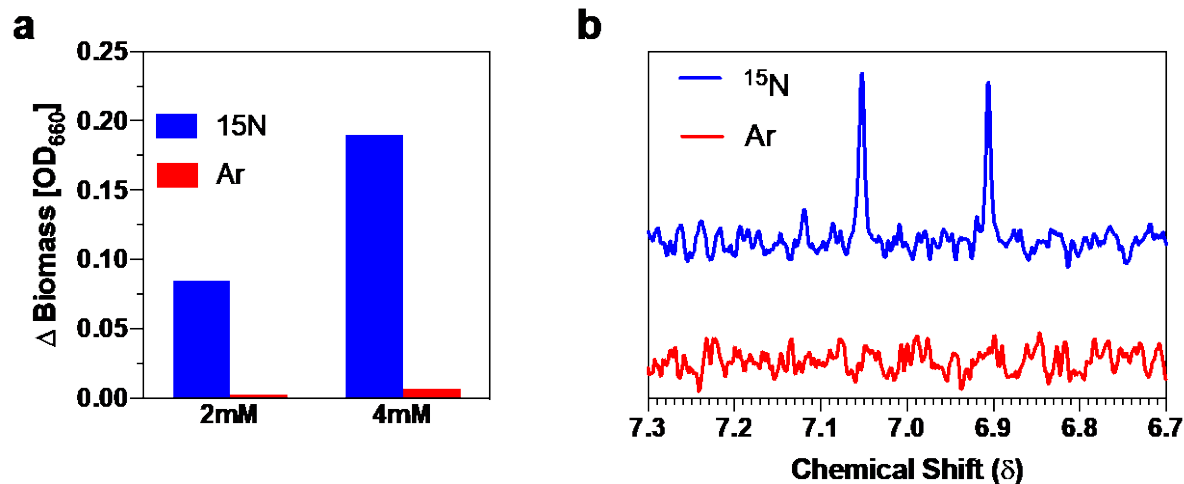 a
Δ Biomass [OD660]
0.25
0.20
0.15
0.10
0.05
0.00
15N
Ar
2mM
4mM
b
15N
Ar
7.3
7.2
7.1
7.0
6.9
6.8
6.7
Chemical Shift (δ)